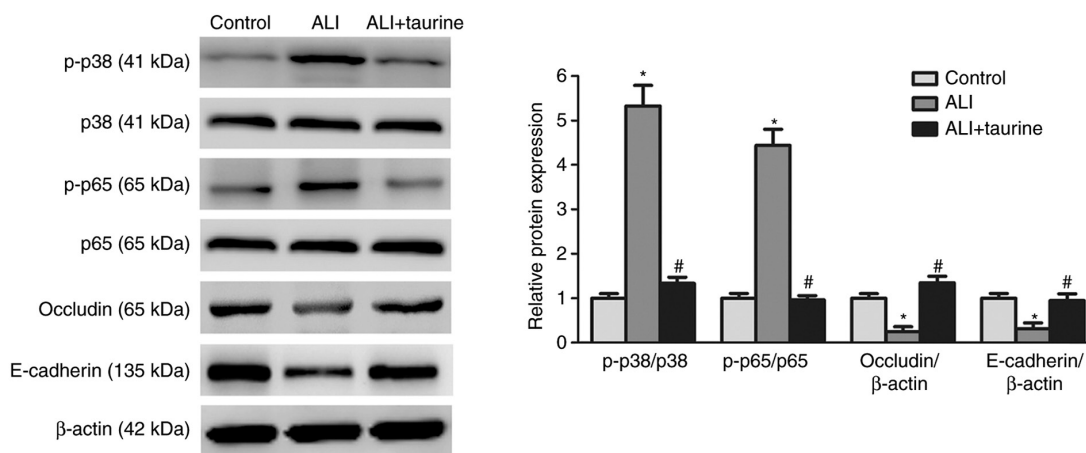 Control ALI ALI+taurine
p-p38 (41 kDa)
p38 (41 kDa)
p-p65 (65 kDa)
p65 (65 kDa)
Occludin (65 kDa)
E-cadherin (135 kDa)
β-actin (42 kDa)
Relative protein expression
6
5
4
3
2
1
0
*
#
*
#
*
#
*
#
Control
ALI
ALI+taurine
p-p38/p38
p-p65/p65
Occludin/
β-actin
E-cadherin/
β-actin